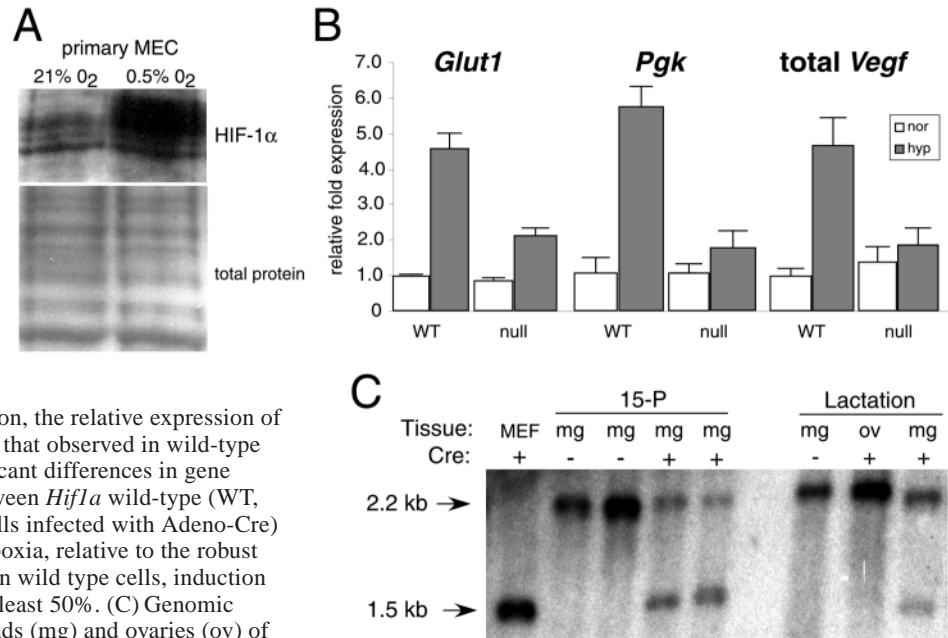 A
primary MEC
21% 02 0.5% 02
HIF-1α
total protein
B
Glut1 Pgk total Vegf
7.0
6.0
5.0
4.0
3.0
2.0
1.0
0
relative fold expression
nor
hyp
WT null WT null WT null
on, the relative expression of
that observed in wild-type
cant differences in gene
ween Hif1a wild-type (WT,
lls infected with Adeno-Cre)
oxia, relative to the robust
n wild type cells, induction
least 50%. (C) Genomic
ds (mg) and ovaries (ov) of
C
15-P Lactation
Tissue: MEF mg mg mg mg mg ov mg
Cre: + - - + + - + +
2.2 kb
1.5 kb